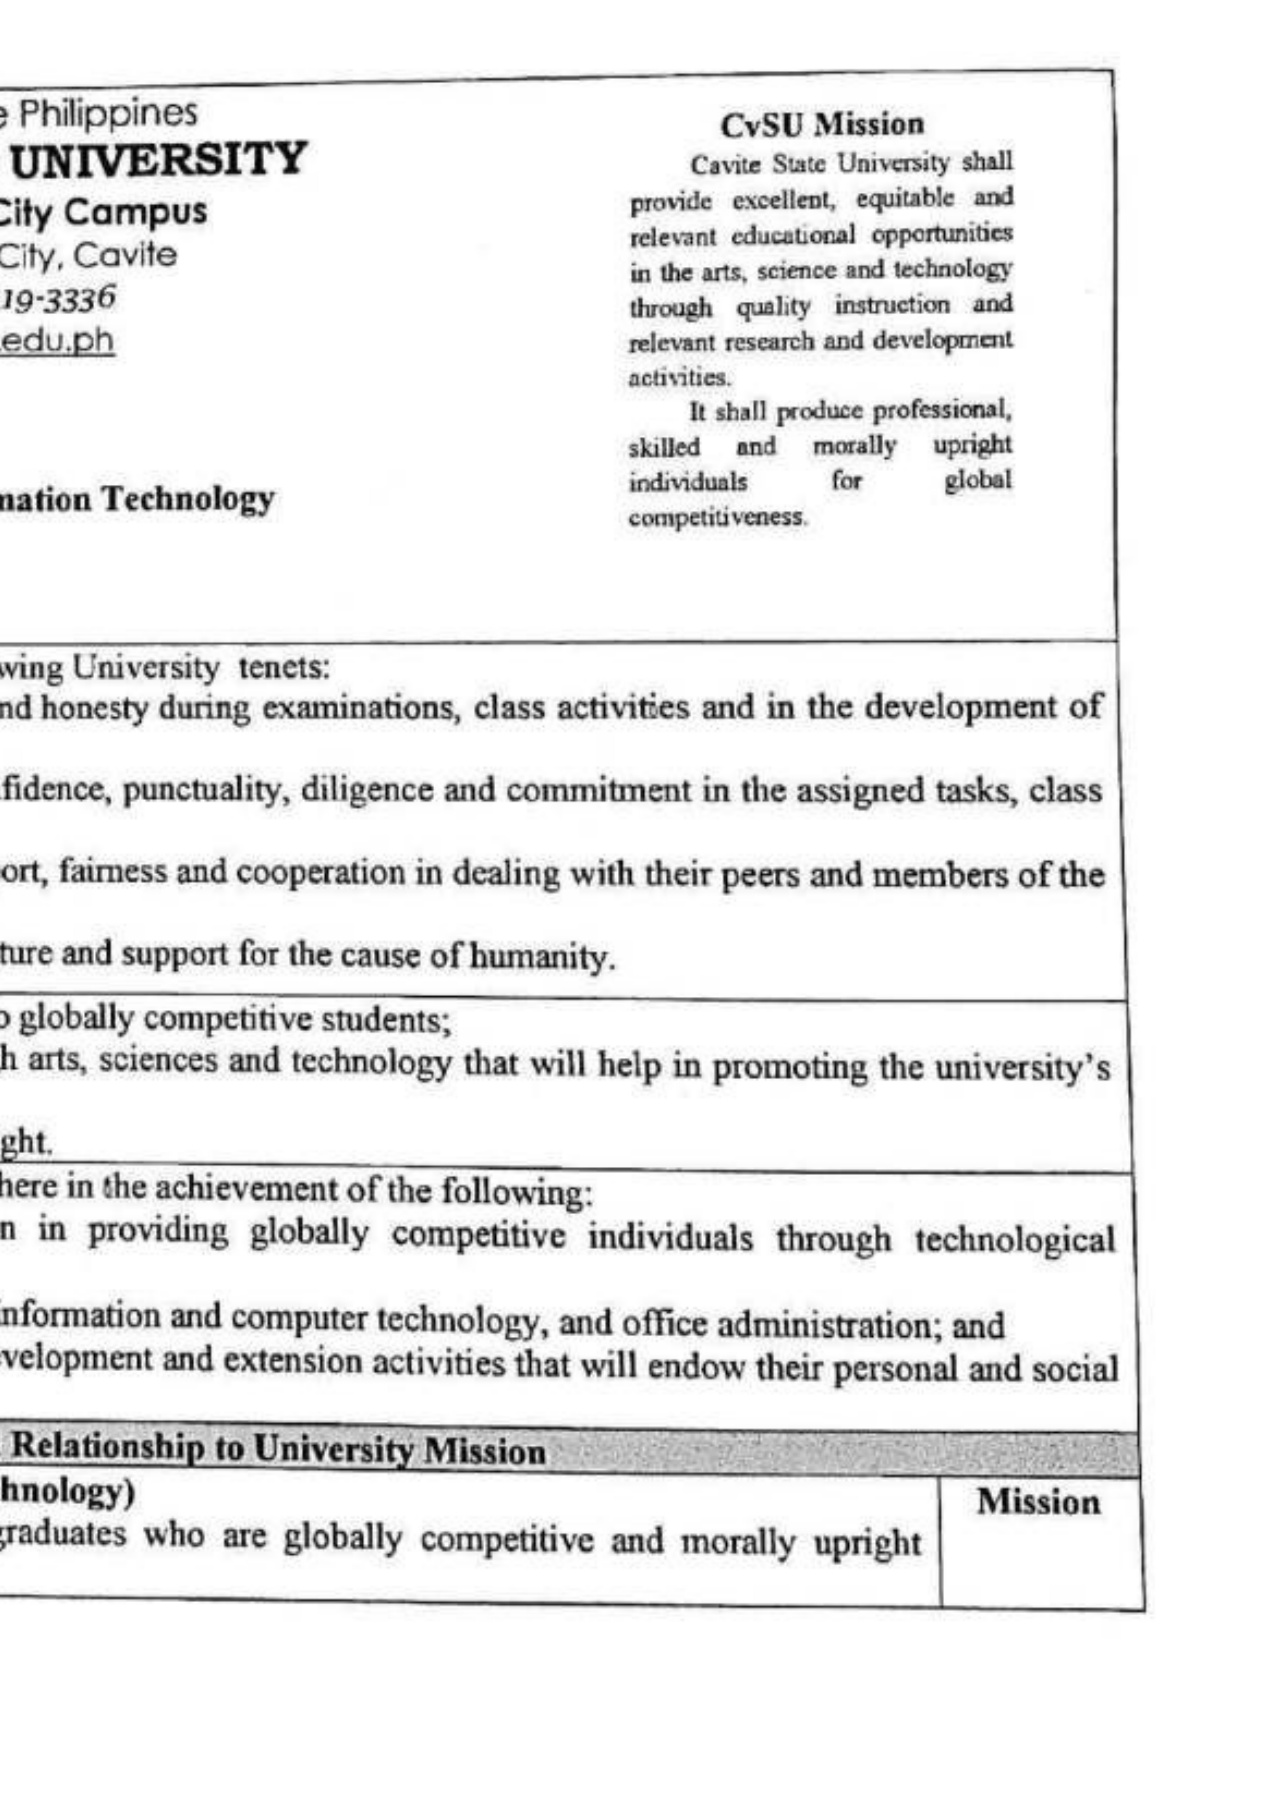 e Philippines
UNIVERSITY
City Campus
City, Cavite
19-3336
.edu.ph
mation Technology
CvSU Mission
Cavite State University shall
provide excellent, equitable and
relevant educational opportunities
in the arts, science and technology
through quality instruction and
relevant research and development
activities.
It shall produce professional,
skilled and morally upright
individuals for global
competitiveness.
wing University tenets:
nd honesty during examinations, class activities and in the development of
fidence, punctuality, diligence and commitment in the assigned tasks, class
ort, fairness and cooperation in dealing with their peers and members of the
ture and support for the cause of humanity.
o globally competitive students;
h arts, sciences and technology that will help in promoting the university's
ght.
here in the achievement of the following:
n in providing globally competitive individuals through technological
information and computer technology, and office administration; and
velopment and extension activities that will endow their personal and social
Relationship to University Mission
hnology)
Mission
graduates who are globally competitive and morally upright